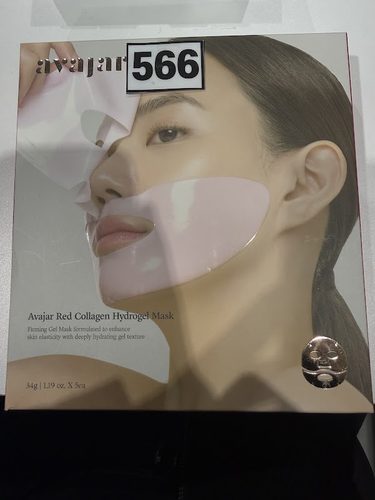 avajar
566
Avajar Red Collagen Hydrogel Mask
Firming Gel Mask formulated to enhance
skin elasticity with deeply hydrating gel texture
34g | 1.19 oz. X 5ea